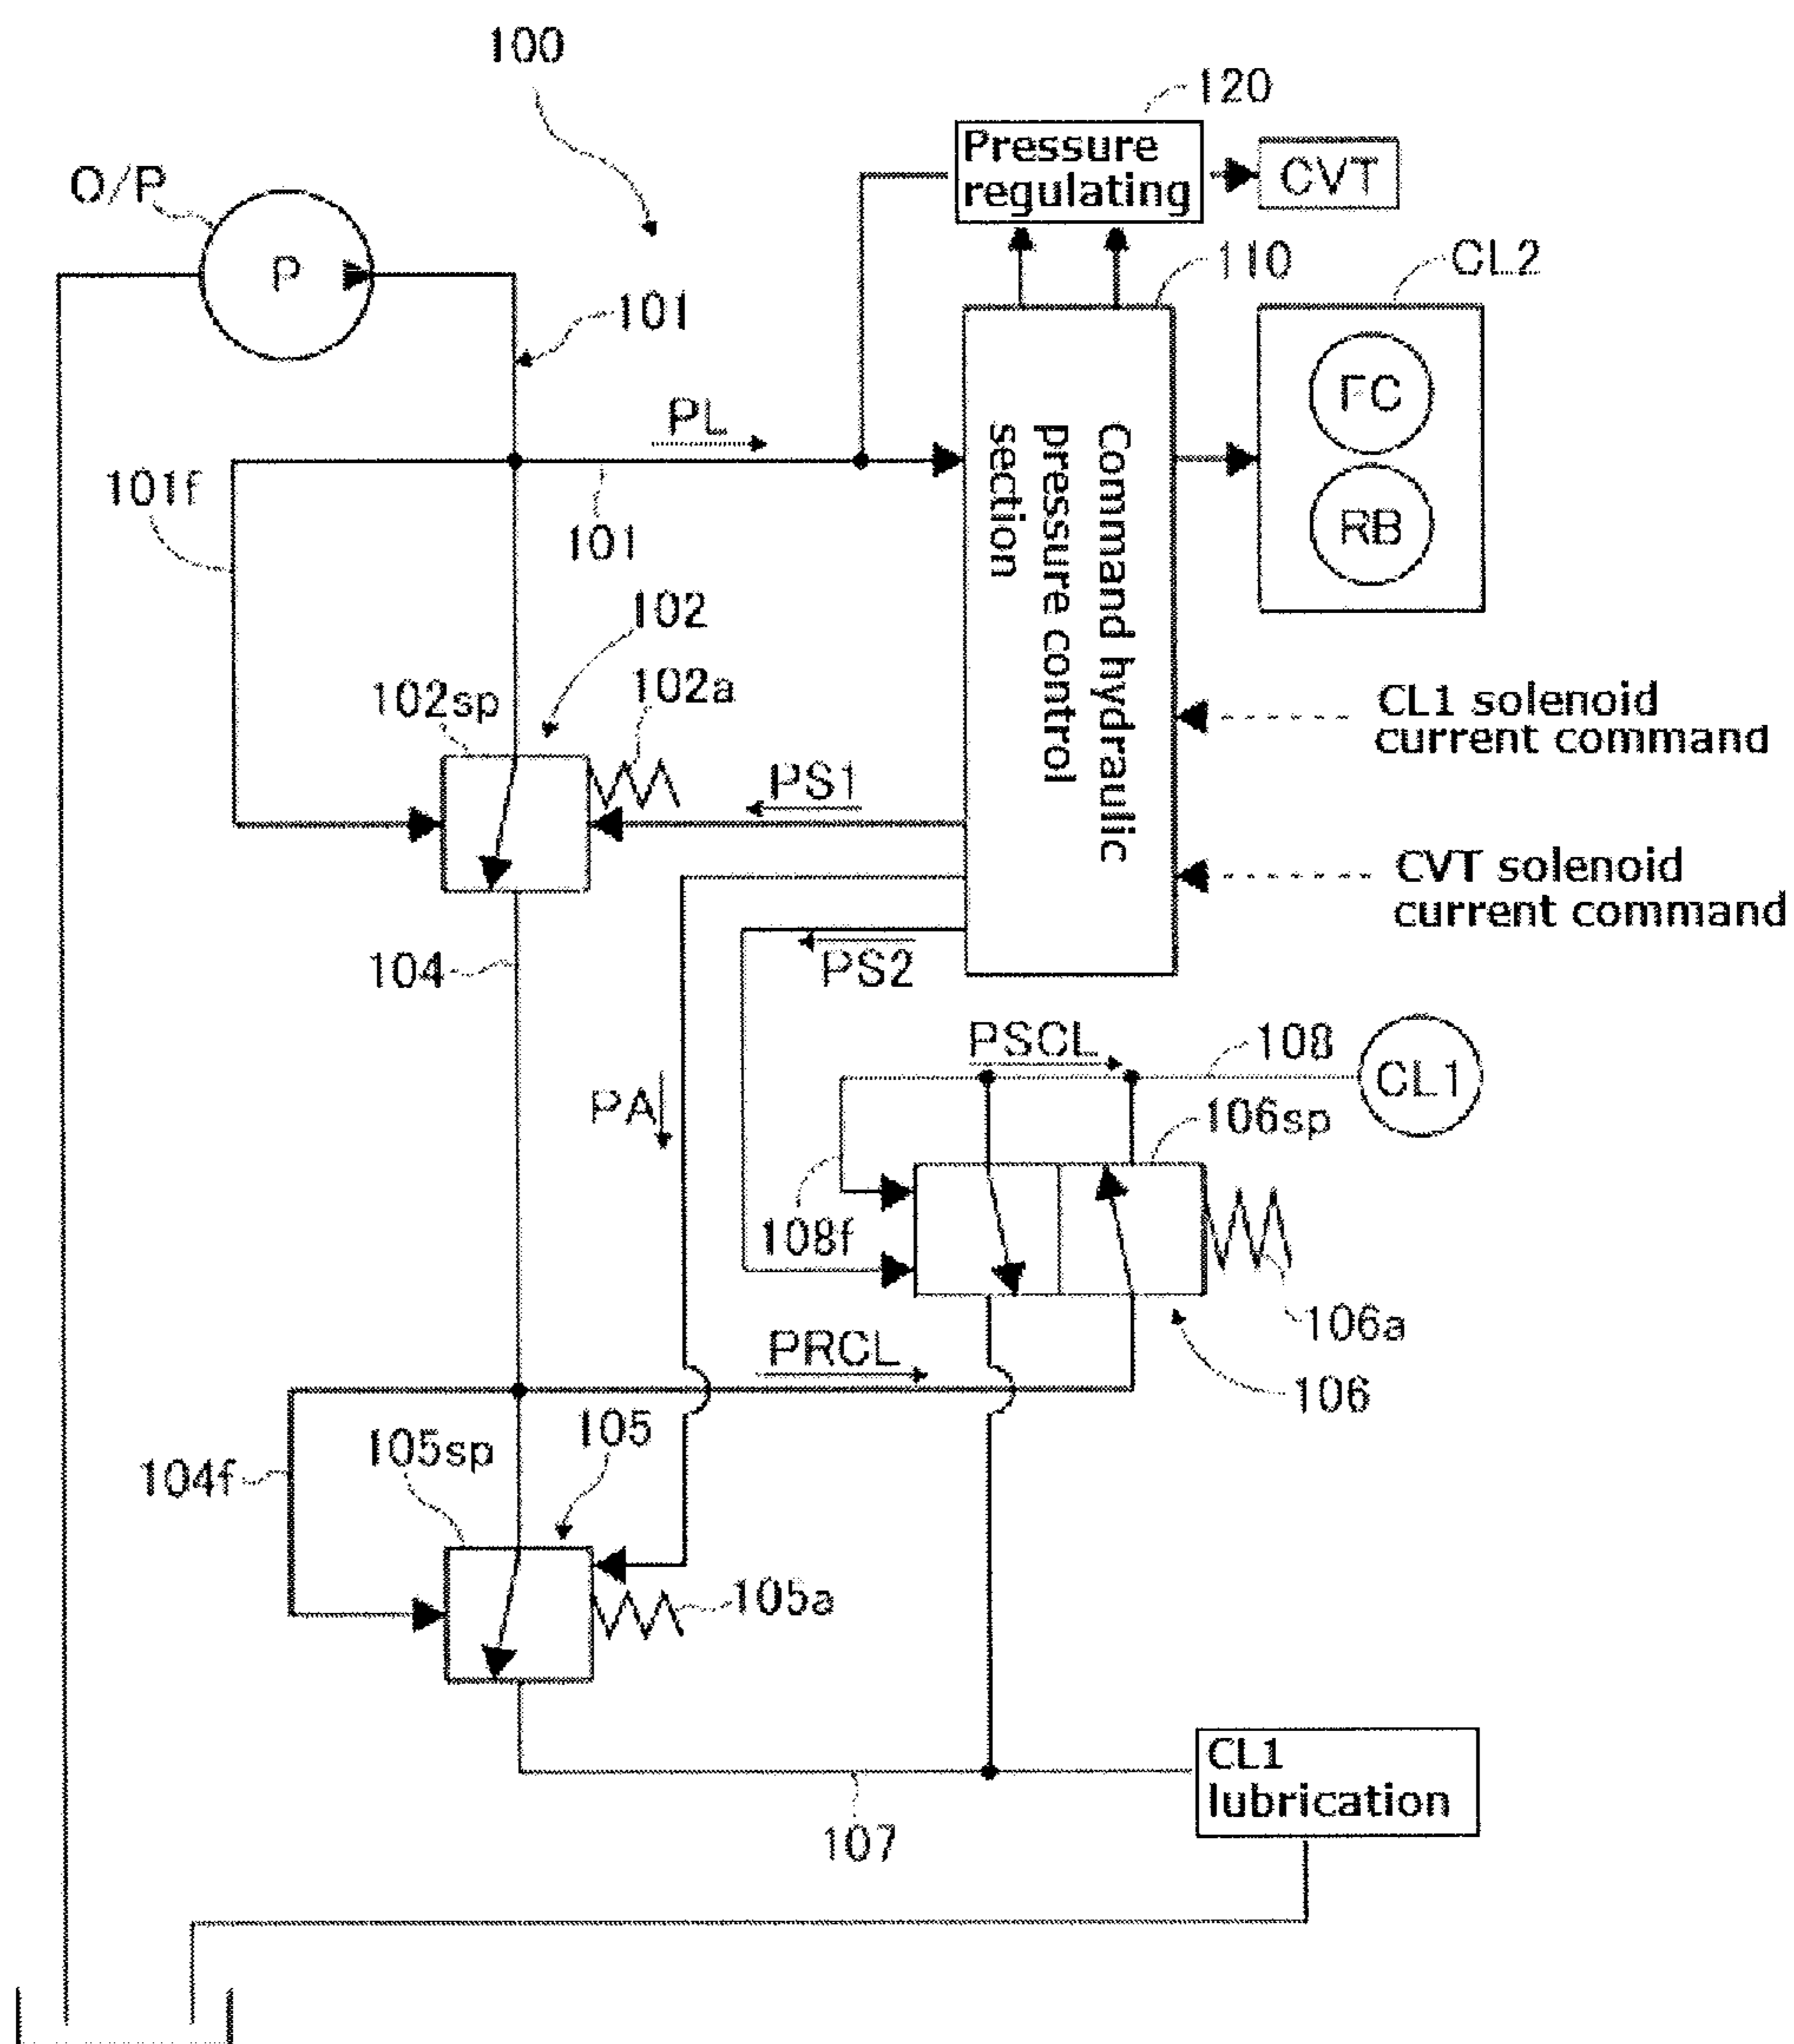 100
120
Pressure
regulating
CVT
O/P
P
110
CL2
101
FC
PL
101f
101
RB
Command hydraulic
pressure control
section
102
102a
102sp
CL1 solenoid
current command
PS1
CVT solenoid
current command
104
PS2
PSCL
108
CL1
PA
106sp
108f
106a
PRCL
106
105
105sp
104f
105a
CL1
lubrication
107